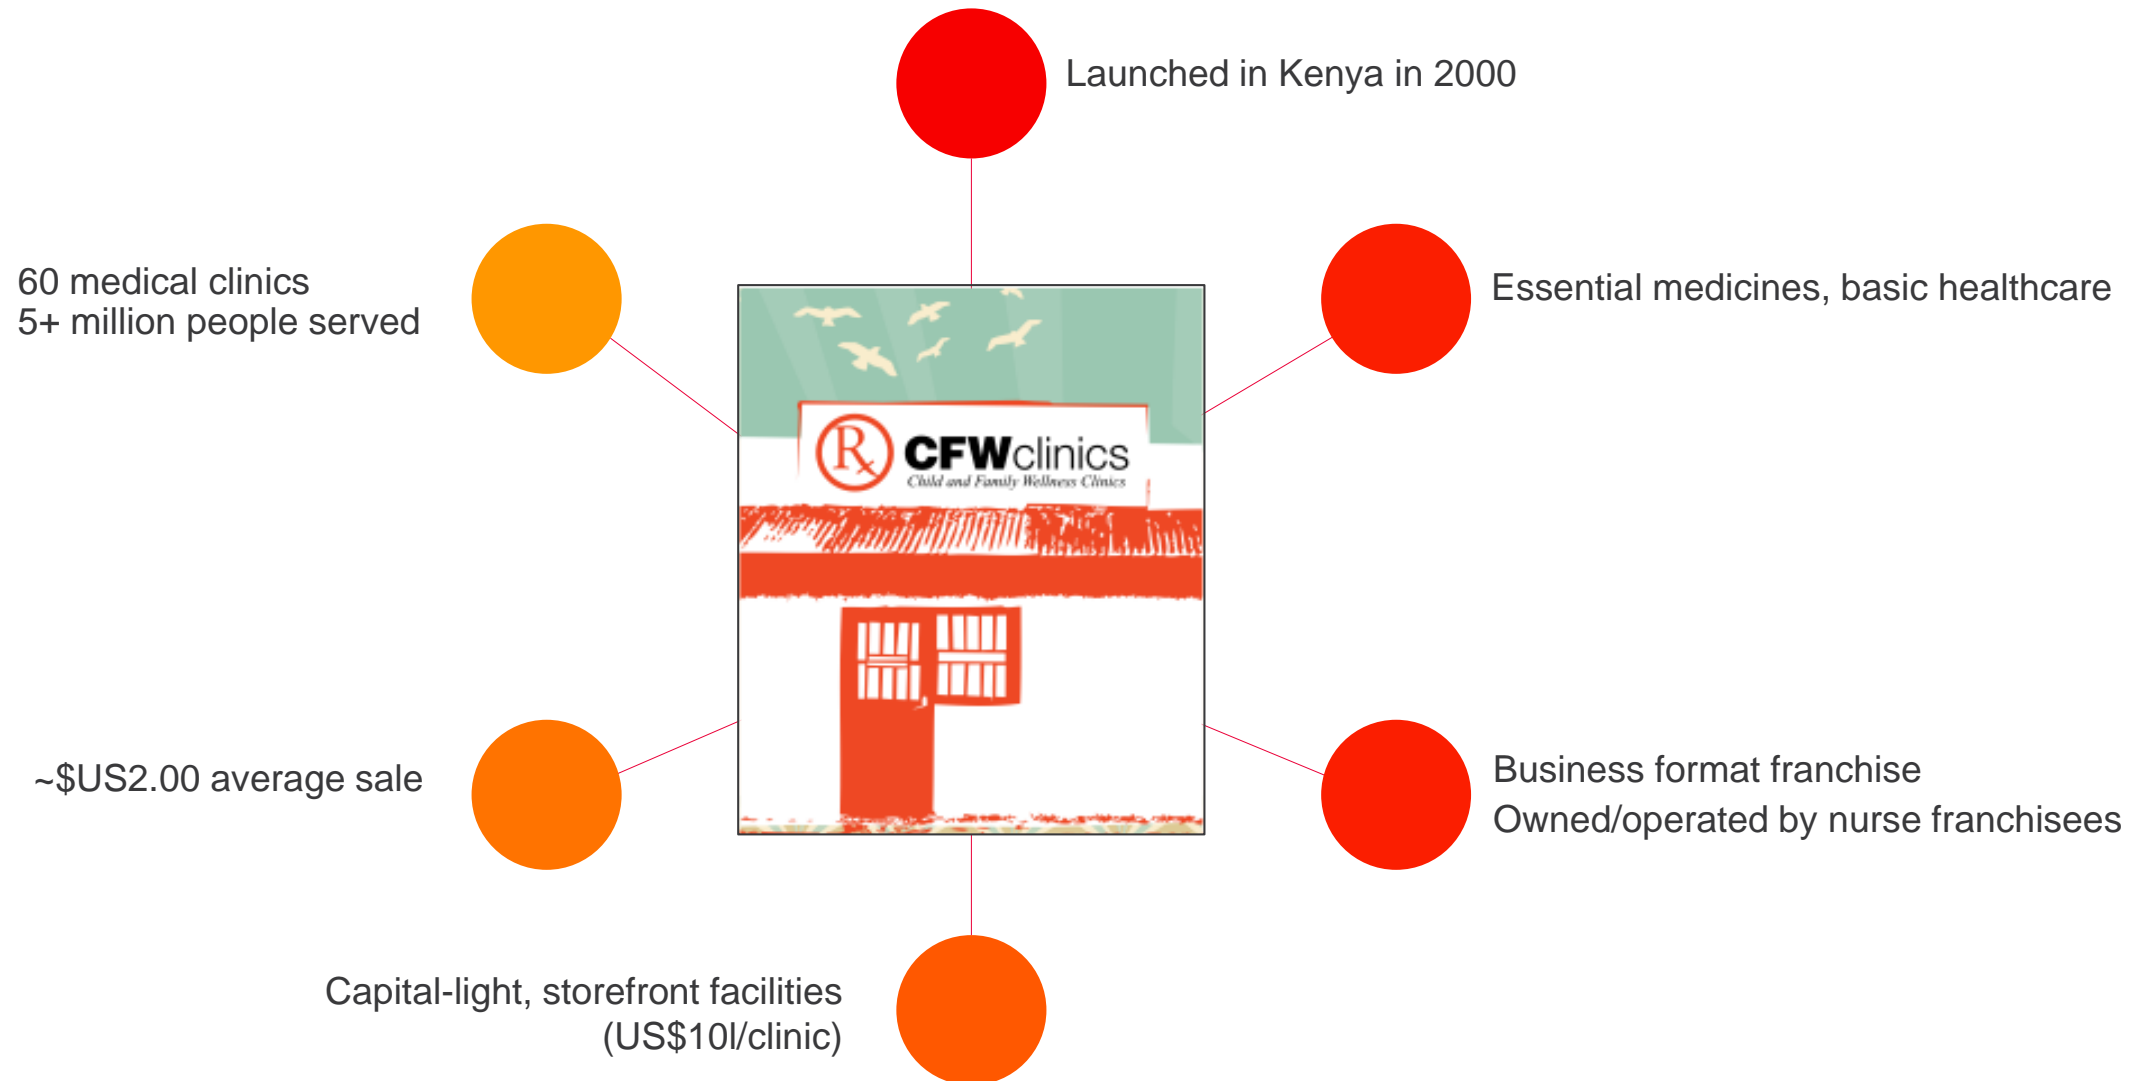 Launched in Kenya in 2000
60 medical clinics
5+ million people served
Essential medicines, basic healthcare
Rx
CFWclinics
Child and Family Wellness Clinics
~$US2.00 average sale
Business format franchise
Owned/operated by nurse franchisees
Capital-light, storefront facilities
(US$10l/clinic)